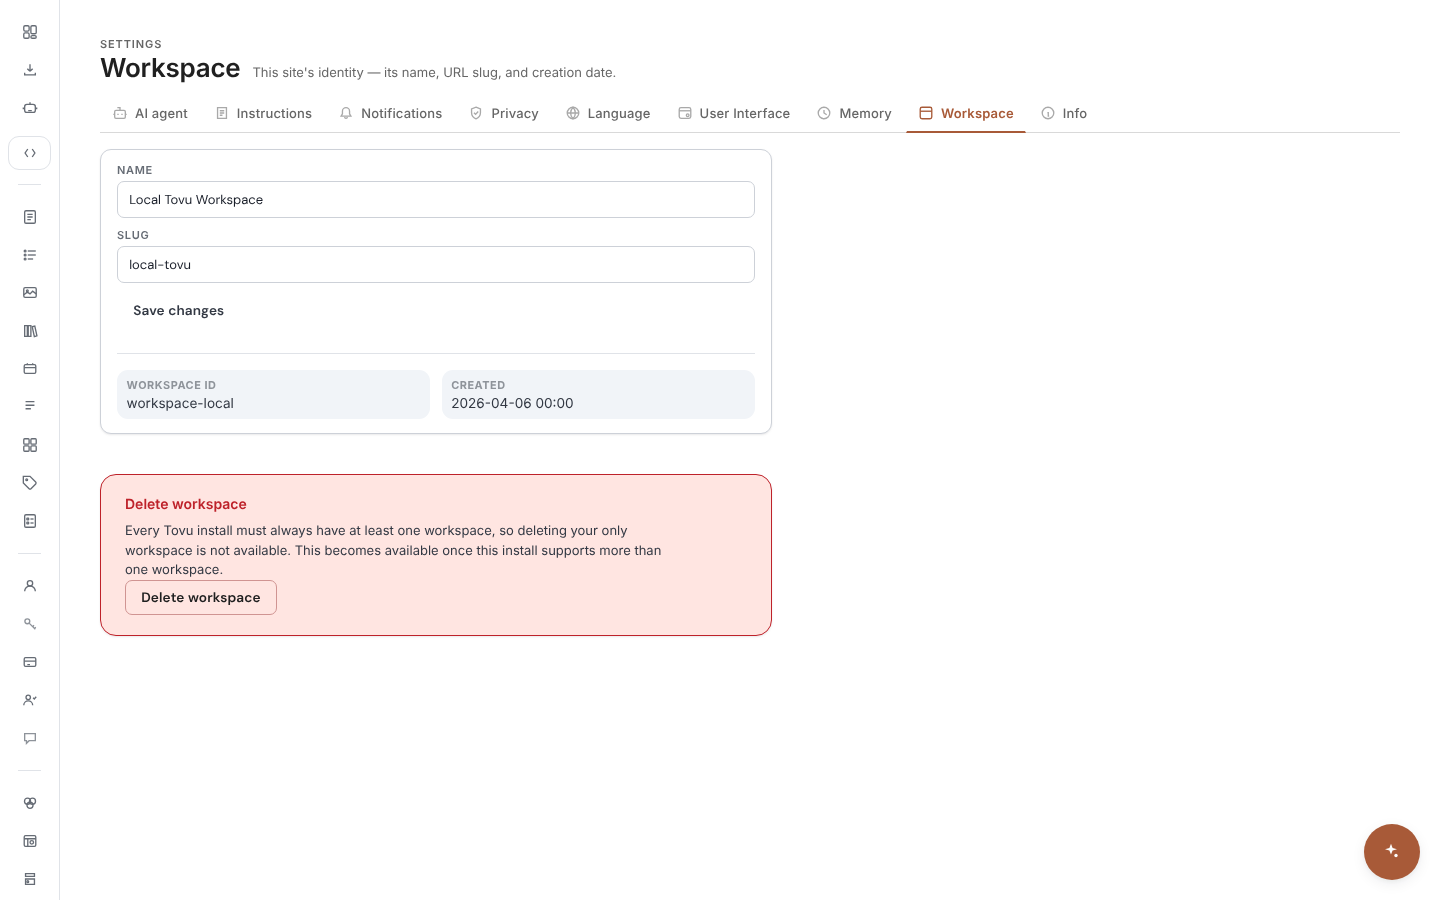 SETTINGS
Workspace This site's identity — its name, URL slug, and creation date.
AI agent Instructions Notifications Privacy Language User Interface Memory Workspace Info
NAME
Local Tovu Workspace
SLUG
local-tovu
Save changes
WORKSPACE ID CREATED
workspace-local 2026-04-06 00:00
Delete workspace
Every Tovu install must always have at least one workspace, so deleting your only
workspace is not available. This becomes available once this install supports more than
one workspace.
Delete workspace